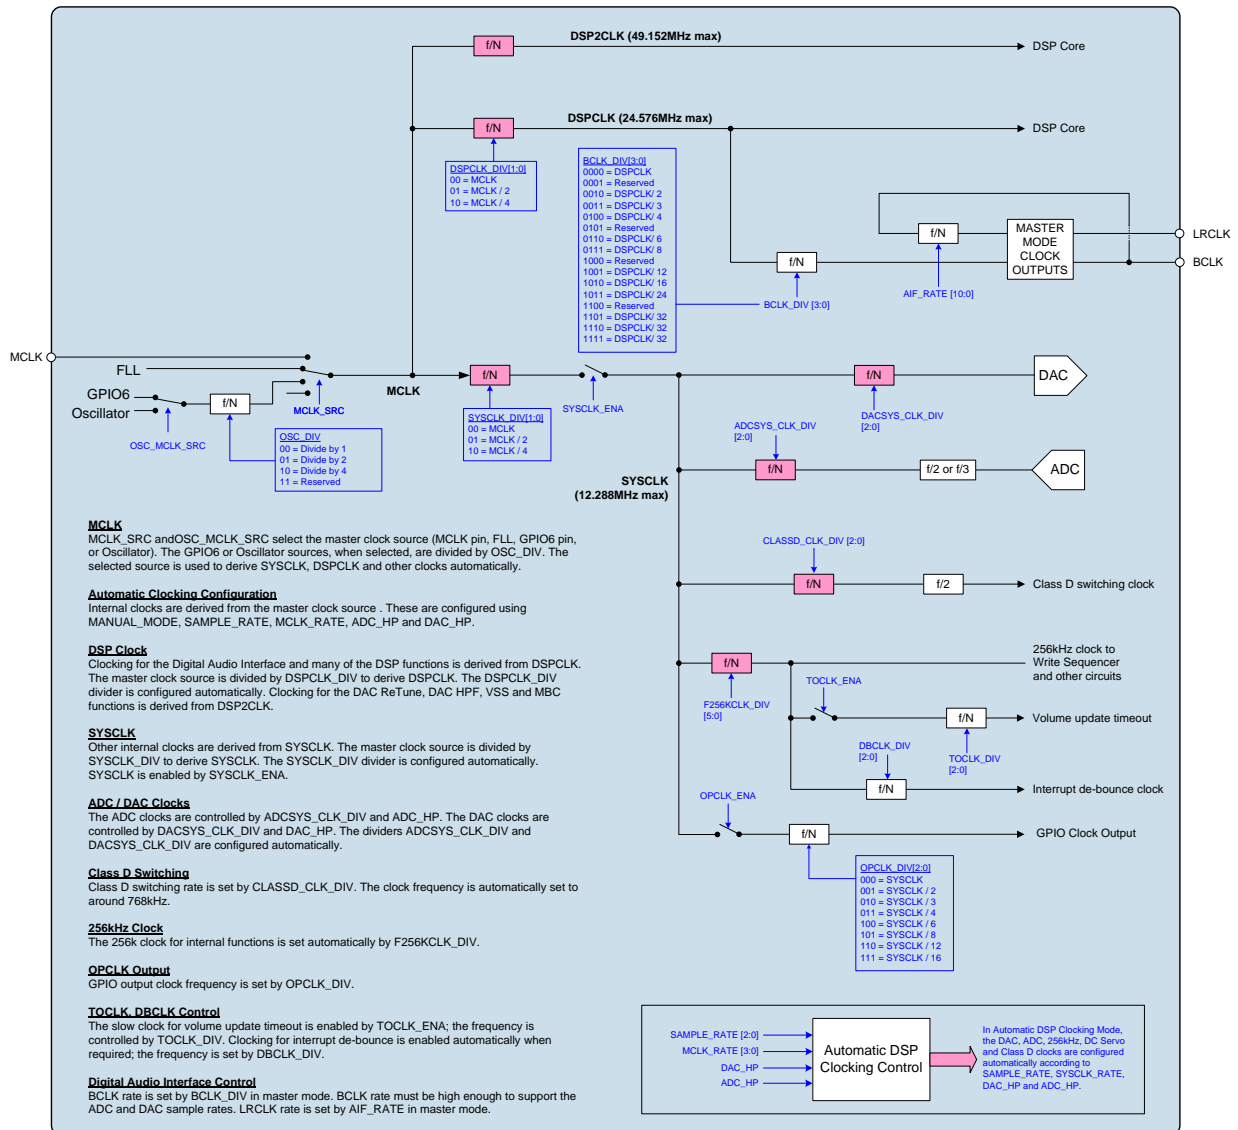 DSP2CLK (49.152MHz max)
f/N
DSP Core
DSPCLK (24.576MHz max)
f/N
DSP Core
DSPCLK_DIV[1:0]
00 = MCLK
01 = MCLK / 2
10 = MCLK / 4
BCLK_DIV[3:0]
0000 = DSPCLK
0001 = Reserved
0010 = DSPCLK/ 2
0011 = DSPCLK/ 3
0100 = DSPCLK/ 4
0101 = Reserved
0110 = DSPCLK/ 6
0111 = DSPCLK/ 8
1000 = Reserved
1001 = DSPCLK/ 12
1010 = DSPCLK/ 16
1011 = DSPCLK/ 24
1100 = Reserved
1101 = DSPCLK/ 32
1110 = DSPCLK/ 32
1111 = DSPCLK/ 32
f/N
BCLK_DIV [3:0]
f/N
AIF_RATE [10:0]
MASTER
MODE
CLOCK
OUTPUTS
LRCLK
BCLK
MCLK
FLL
GPIO6
Oscillator
OSC_MCLK_SRC
f/N
MCLK_SRC
OSC_DIV
00 = Divide by 1
01 = Divide by 2
10 = Divide by 4
11 = Reserved
MCLK
f/N
SYSCLK_DIV[1:0]
00 = MCLK
01 = MCLK / 2
10 = MCLK / 4
SYSCLK_ENA
SYSCLK
(12.288MHz max)
f/N
DACSYS_CLK_DIV
[2:0]
DAC
ADCSYS_CLK_DIV
[2:0]
f/N
f/2 or f/3
ADC
CLASSD_CLK_DIV [2:0]
f/N
f/2
Class D switching clock
f/N
F256KCLK_DIV
[5:0]
256kHz clock to
Write Sequencer
and other circuits
TOCLK_ENA
f/N
TOCLK_DIV
[2:0]
Volume update timeout
DBCLK_DIV
[2:0]
f/N
Interrupt de-bounce clock
OPCLK_ENA
f/N
GPIO Clock Output
OPCLK_DIV[2:0]
000 = SYSCLK
001 = SYSCLK / 2
010 = SYSCLK / 3
011 = SYSCLK / 4
100 = SYSCLK / 6
101 = SYSCLK / 8
110 = SYSCLK / 12
111 = SYSCLK / 16
MCLK
MCLK_SRC andOSC_MCLK_SRC select the master clock source (MCLK pin, FLL, GPIO6 pin,
or Oscillator). The GPIO6 or Oscillator sources, when selected, are divided by OSC_DIV. The
selected source is used to derive SYSCLK, DSPCLK and other clocks automatically.
Automatic Clocking Configuration
Internal clocks are derived from the master clock source . These are configured using
MANUAL_MODE, SAMPLE_RATE, MCLK_RATE, ADC_HP and DAC_HP.
DSP Clock
Clocking for the Digital Audio Interface and many of the DSP functions is derived from DSPCLK.
The master clock source is divided by DSPCLK_DIV to derive DSPCLK. The DSPCLK_DIV
divider is configured automatically. Clocking for the DAC ReTune, DAC HPF, VSS and MBC
functions is derived from DSP2CLK.
SYSCLK
Other internal clocks are derived from SYSCLK. The master clock source is divided by
SYSCLK_DIV to derive SYSCLK. The SYSCLK_DIV divider is configured automatically.
SYSCLK is enabled by SYSCLK_ENA.
ADC / DAC Clocks
The ADC clocks are controlled by ADCSYS_CLK_DIV and ADC_HP. The DAC clocks are
controlled by DACSYS_CLK_DIV and DAC_HP. The dividers ADCSYS_CLK_DIV and
DACSYS_CLK_DIV are configured automatically.
Class D Switching
Class D switching rate is set by CLASSD_CLK_DIV. The clock frequency is automatically set to
around 768kHz.
256kHz Clock
The 256k clock for internal functions is set automatically by F256KCLK_DIV.
OPCLK Output
GPIO output clock frequency is set by OPCLK_DIV.
TOCLK, DBCLK Control
The slow clock for volume update timeout is enabled by TOCLK_ENA; the frequency is
controlled by TOCLK_DIV. Clocking for interrupt de-bounce is enabled automatically when
required; the frequency is set by DBCLK_DIV.
Digital Audio Interface Control
BCLK rate is set by BCLK_DIV in master mode. BCLK rate must be high enough to support the
ADC and DAC sample rates. LRCLK rate is set by AIF_RATE in master mode.
SAMPLE_RATE [2:0]
MCLK_RATE [3:0]
DAC_HP
ADC_HP
Automatic DSP
Clocking Control
In Automatic DSP Clocking Mode,
the DAC, ADC, 256kHz, DC Servo
and Class D clocks are configured
automatically according to
SAMPLE_RATE, SYSCLK_RATE,
DAC_HP and ADC_HP.